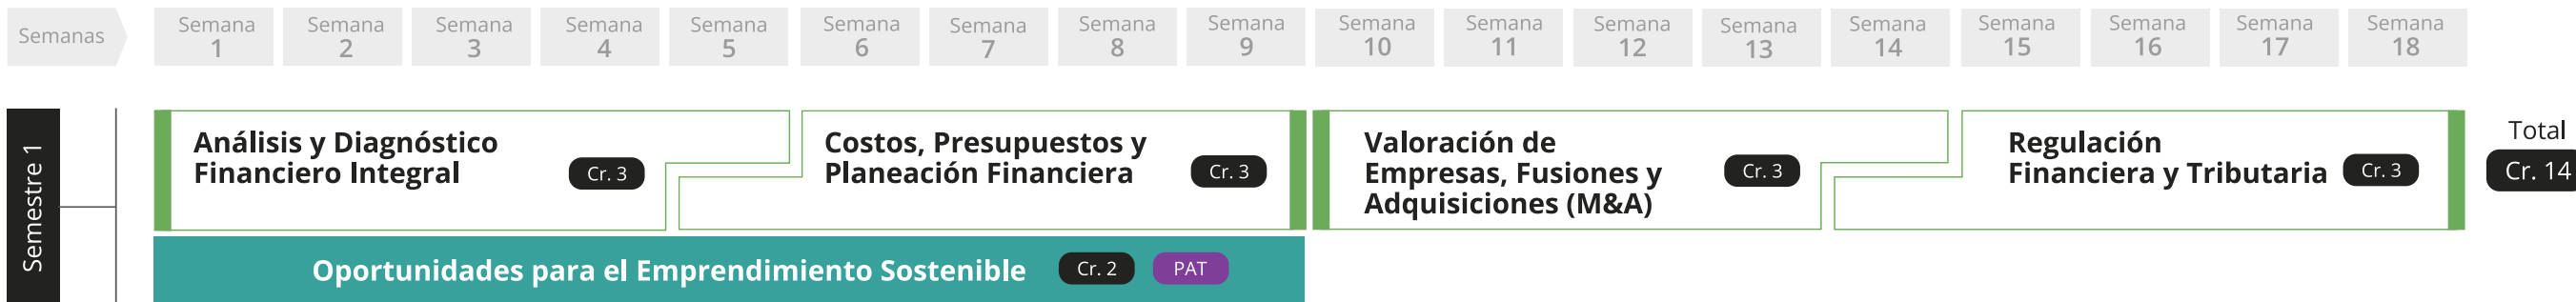 Semanas
Semana 1
Semana 2
Semana 3
Semana 4
Semana 5
Semana 6
Semana 7
Semana 8
Semana 9
Semana 10
Semana 11
Semana 12
Semana 13
Semana 14
Semana 15
Semana 16
Semana 17
Semana 18
Semestre 1
Análisis y Diagnóstico
Financiero Integral
Cr. 3
Costos, Presupuestos y
Planeación Financiera
Cr. 3
Valoración de
Empresas, Fusiones y
Adquisiciones (M&A)
Cr. 3
Regulación
Financiera y Tributaria
Cr. 3
Total
Cr. 14
Oportunidades para el Emprendimiento Sostenible
Cr. 2
PAT